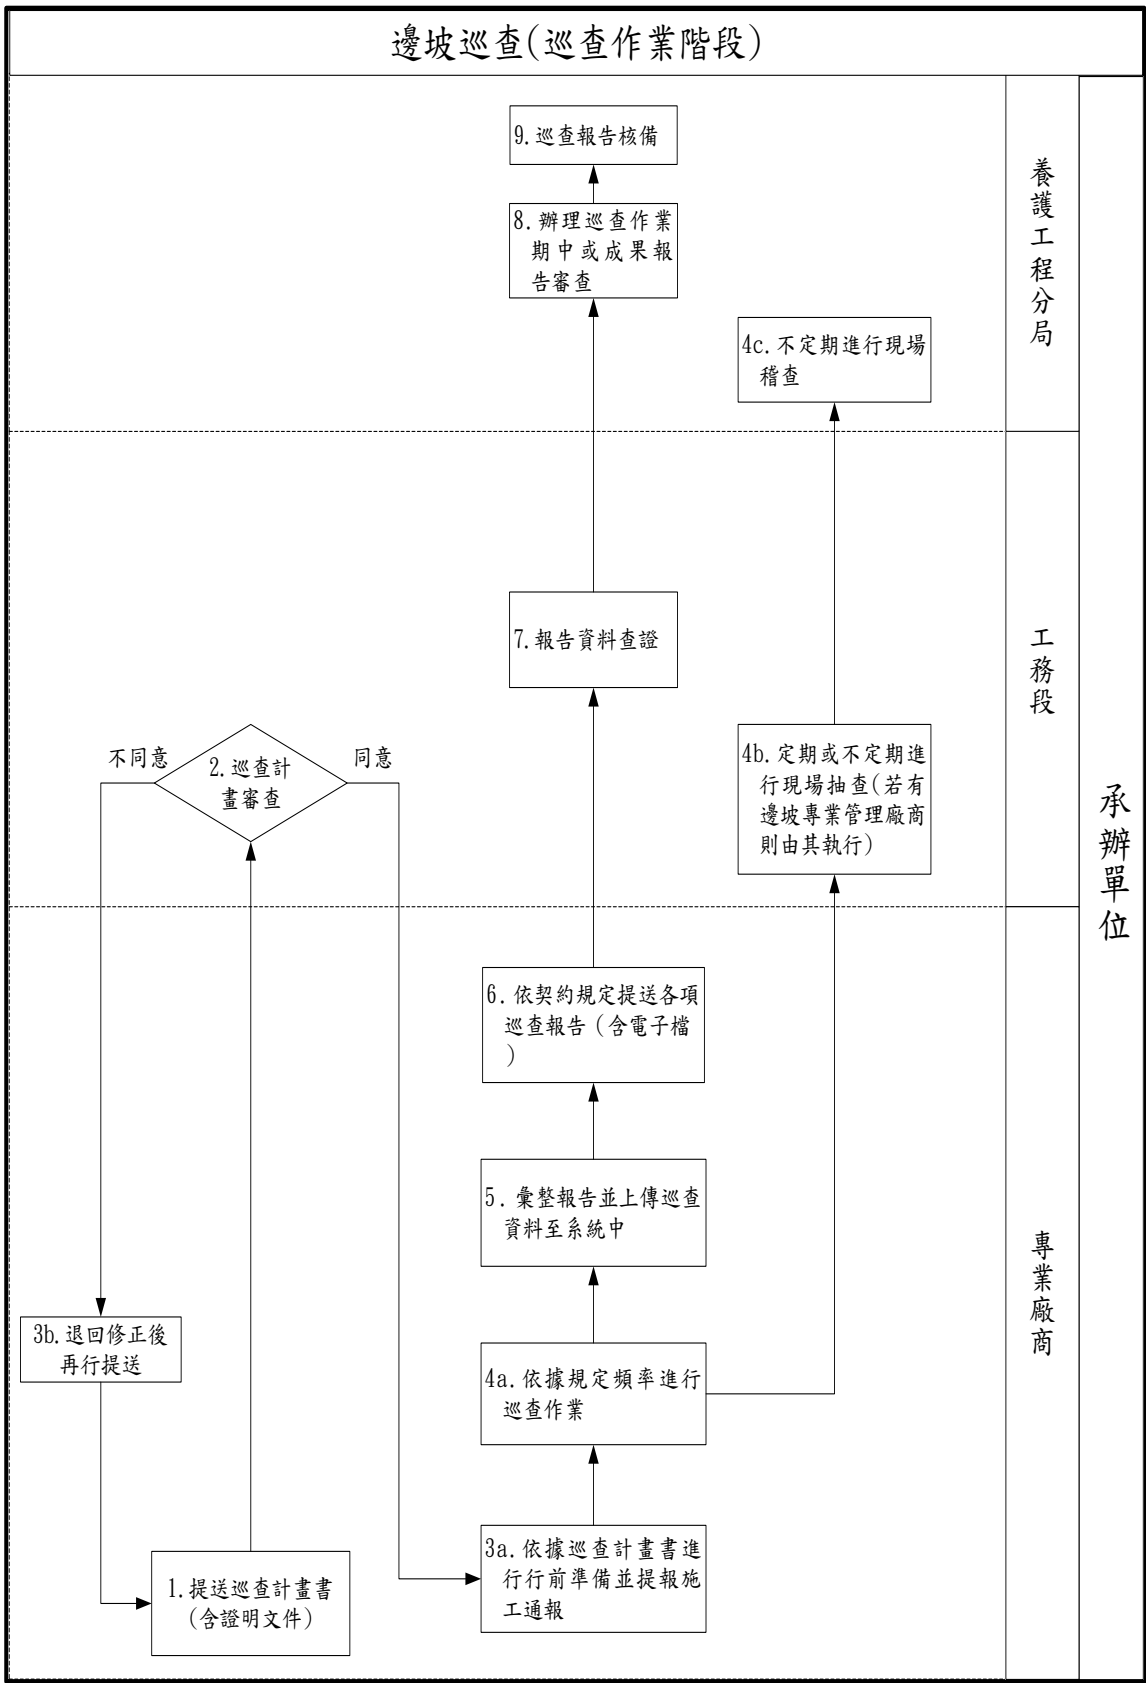 邊坡巡查(巡查作業階段)
9.巡查報告核備
8.辦理巡查作業
期中或成果報
告審查
4c.不定期進行現場
稽查
養護工程分局
7.報告資料查證
2.巡查計
畫審查
不同意
同意
4b.定期或不定期進
行現場抽查(若有
邊坡專業管理廠商
則由其執行)
工務段
承辦單位
6.依契約規定提送各項
巡查報告(含電子檔
)
5.彙整報告並上傳巡查
資料至系統中
4a.依據規定頻率進行
巡查作業
3b.退回修正後
再行提送
3a.依據巡查計畫書進
行行前準備並提報施
工通報
1.提送巡查計畫書
(含證明文件)
專業廠商